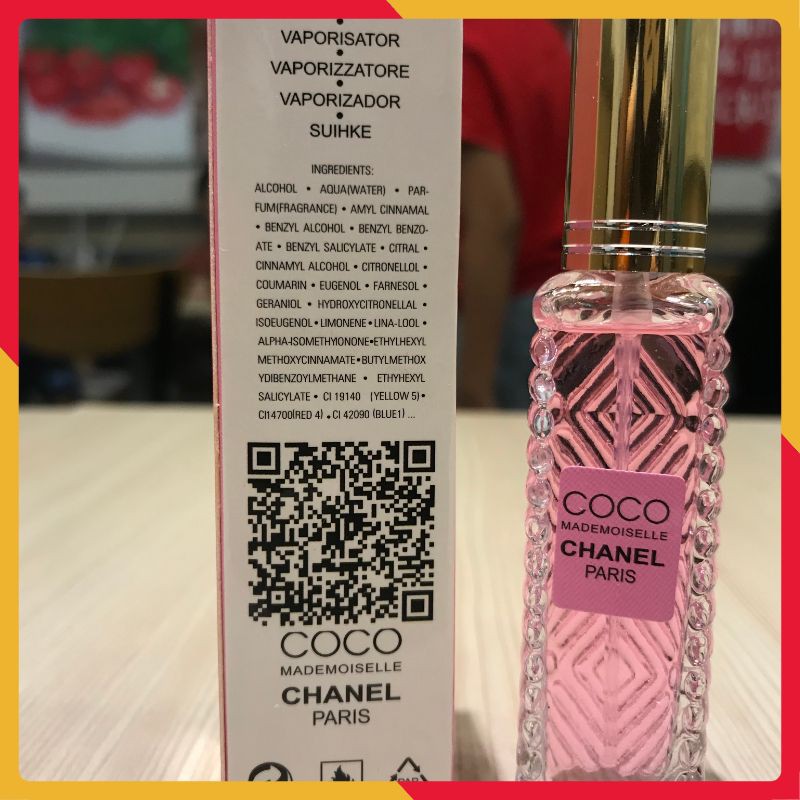 VAPORISATOR
•
VAPORIZZATORE
•
VAPORIZADOR
•
SUIHKE
INGREDIENTS:
ALCOHOL • AQUA(WATER) • PAR-
FUM(FRAGRANCE) • AMYL CINNAMAL
• BENZYL ALCOHOL • BENZYL BENZO-
ATE • BENZYL SALICYLATE • CITRAL •
CINNAMYL ALCOHOL • CITRONELLOL •
COUMARIN • EUGENOL • FARNESOL •
GERANIOL • HYDROXYCITRONELLAL •
ISOEUGENOL • LIMONENE • LINA-LOOL •
ALPHA-ISOMETHYIONONE•ETHYLHEXYL
METHOXYCINNAMATE•BUTYLMETHOX
YDIBENZOYLMETHANE • ETHYHEXYL
SALICYLATE • CI 19140 (YELLOW 5)•
CI14700(RED 4) • CI 42090 (BLUE1) ...
COCO
MADEMOISELLE
CHANEL
PARIS
COCO
MADEMOISELLE
CHANEL
PARIS